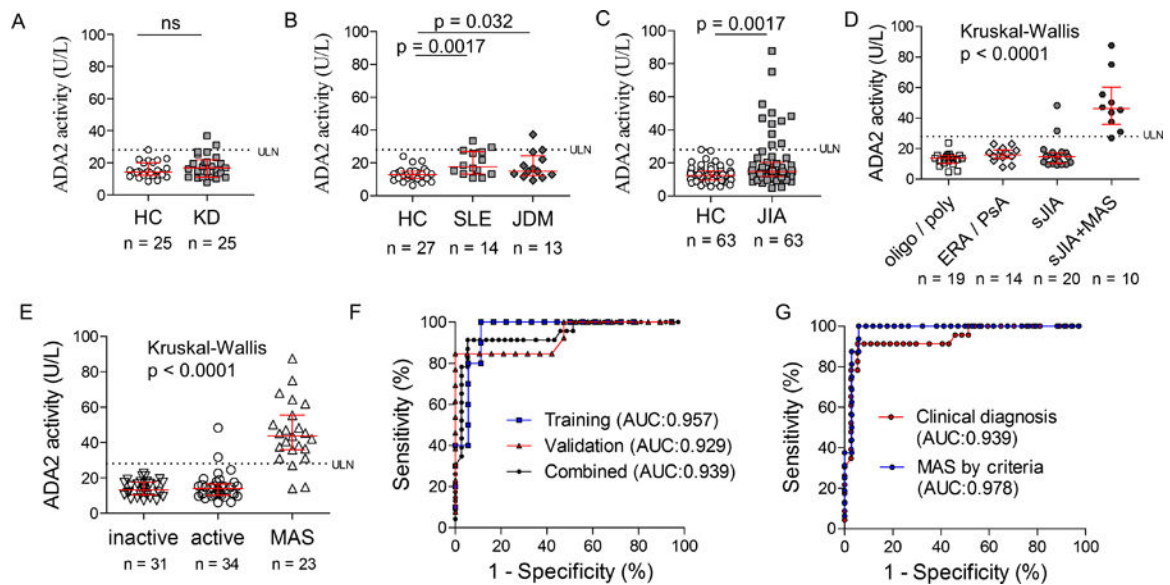 A
ns
ADA2 activity (U/L)
100
80
60
40
20
0
ULN
HC
KD
n = 25
n = 25
B
p = 0.032
p = 0.0017
ADA2 activity (U/L)
100
80
60
40
20
0
ULN
HC
SLE
JDM
n = 27
n = 14
n = 13
C
p = 0.0017
ADA2 activity (U/L)
100
80
60
40
20
0
ULN
HC
JIA
n = 63
n = 63
D
Kruskal-Wallis
p < 0.0001
ADA2 activity (U/L)
100
80
60
40
20
0
ULN
oligo / poly
ERA / PsA
sJIA
sJIA+MAS
n = 19
n = 14
n = 20
n = 10
E
Kruskal-Wallis
p < 0.0001
ADA2 activity (U/L)
100
80
60
40
20
0
ULN
inactive
active
MAS
n = 31
n = 34
n = 23
F
Sensitivity (%)
100
80
60
40
20
0
Training (AUC:0.957)
Validation (AUC:0.929)
Combined (AUC:0.939)
0
20
40
60
80
100
1 - Specificity (%)
G
Sensitivity (%)
100
80
60
40
20
0
Clinical diagnosis
(AUC:0.939)
MAS by criteria
(AUC:0.978)
0
20
40
60
80
100
1 - Specificity (%)